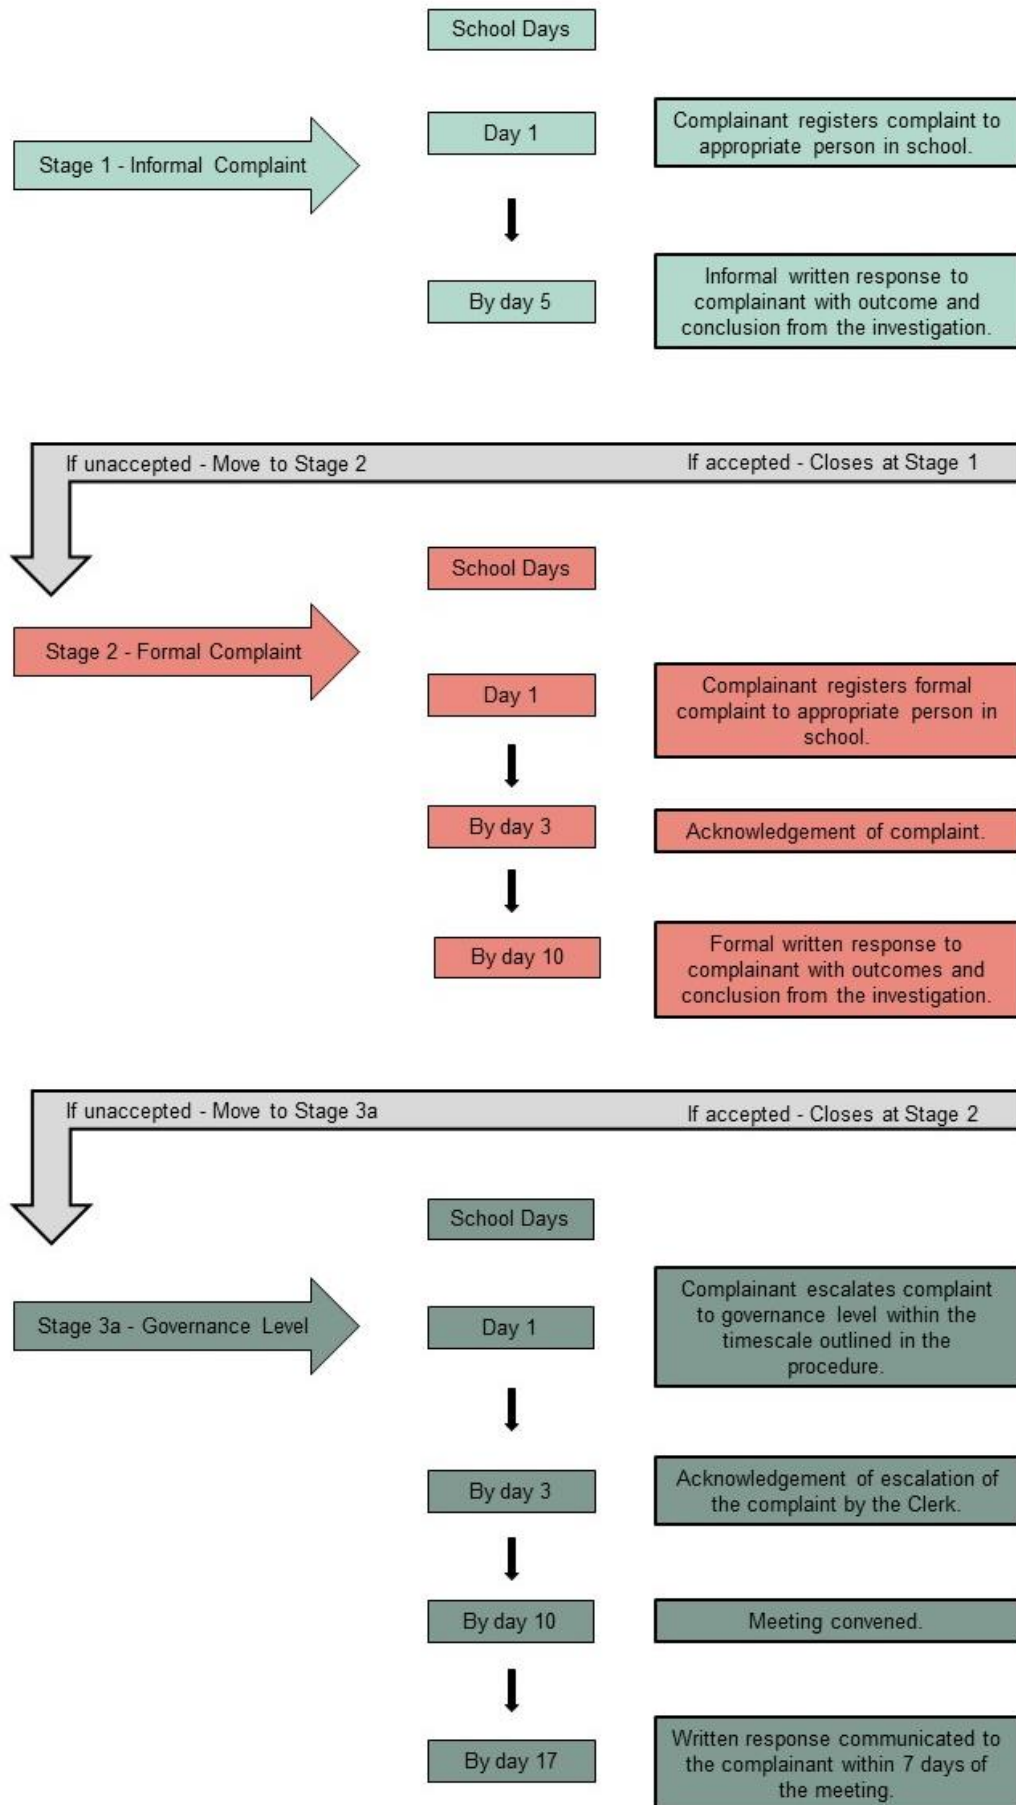 School Days
Stage 1 - Informal Complaint
Day 1
Complainant registers complaint to
appropriate person in school.
By day 5
Informal written response to
complainant with outcome and
conclusion from the investigation.
If unaccepted - Move to Stage 2
If accepted - Closes at Stage 1
School Days
Stage 2 - Formal Complaint
Day 1
Complainant registers formal
complaint to appropriate person in
school.
By day 3
Acknowledgement of complaint.
By day 10
Formal written response to
complainant with outcomes and
conclusion from the investigation.
If unaccepted - Move to Stage 3a
If accepted - Closes at Stage 2
School Days
Stage 3a - Governance Level
Day 1
Complainant escalates complaint
to governance level within the
timescale outlined in the
procedure.
By day 3
Acknowledgement of escalation of
the complaint by the Clerk.
By day 10
Meeting convened.
By day 17
Written response communicated to
the complainant within 7 days of
the meeting.